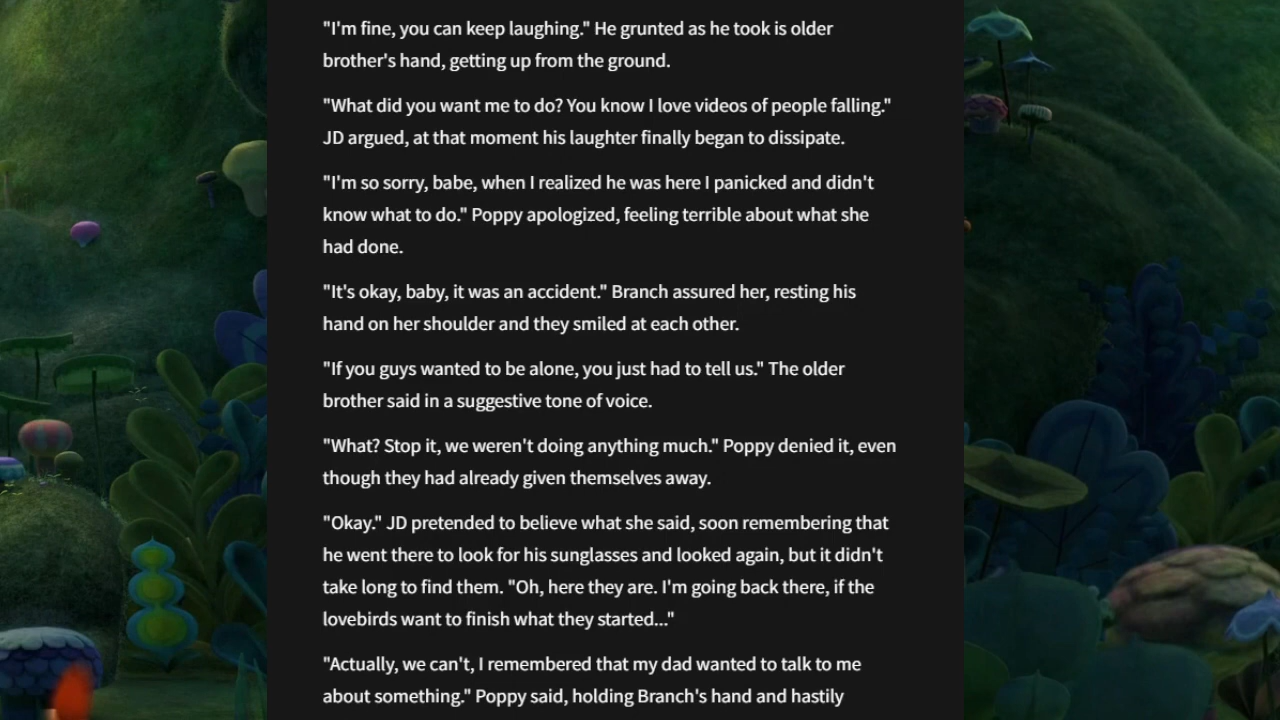 "I'm fine, you can keep laughing." He grunted as he took is older
brother's hand, getting up from the ground.
"What did you want me to do? You know I love videos of people falling."
JD argued, at that moment his laughter finally began to dissipate.
"I'm so sorry, babe, when I realized he was here I panicked and didn't
know what to do." Poppy apologized, feeling terrible about what she
had done.
"It's okay, baby, it was an accident." Branch assured her, resting his
hand on her shoulder and they smiled at each other.
"If you guys wanted to be alone, you just had to tell us." The older
brother said in a suggestive tone of voice.
"What? Stop it, we weren't doing anything much." Poppy denied it, even
though they had already given themselves away.
"Okay." JD pretended to believe what she said, soon remembering that
he went there to look for his sunglasses and looked again, but it didn't
take long to find them. "Oh, here they are. I'm going back there, if the
lovebirds want to finish what they started..."
"Actually, we can't, I remembered that my dad wanted to talk to me
about something." Poppy said, holding Branch's hand and hastily